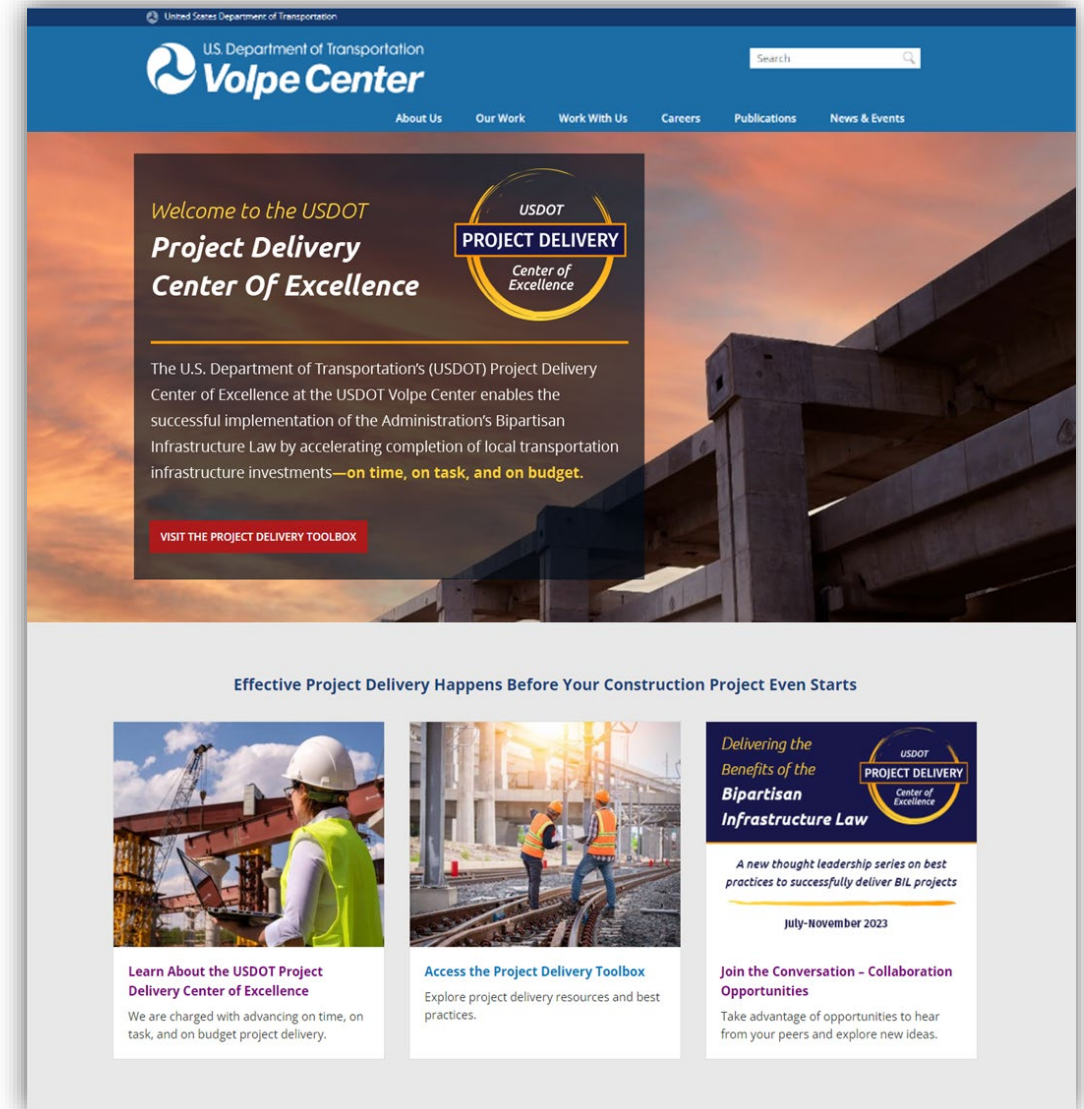 United States Department of Transportation
U.S. Department of Transportation
Volpe Center
Search
About Us Our Work Work With Us Careers Publications News & Events
Welcome to the USDOT
Project Delivery
Center Of Excellence
USDOT
PROJECT DELIVERY
Center of
Excellence
The U.S. Department of Transportation's (USDOT) Project Delivery
Center of Excellence at the USDOT Volpe Center enables the
successful implementation of the Administration's Bipartisan
Infrastructure Law by accelerating completion of local transportation
infrastructure investments—on time, on task, and on budget.
VISIT THE PROJECT DELIVERY TOOLBOX
Effective Project Delivery Happens Before Your Construction Project Even Starts
Learn About the USDOT Project
Delivery Center of Excellence
We are charged with advancing on time, on
task, and on budget project delivery.
Access the Project Delivery Toolbox
Explore project delivery resources and best
practices.
Delivering the
Benefits of the
Bipartisan
Infrastructure Law
USDOT
PROJECT DELIVERY
Center of
Excellence
A new thought leadership series on best
practices to successfully deliver BIL projects
July-November 2023
Join the Conversation – Collaboration
Opportunities
Take advantage of opportunities to hear
from your peers and explore new ideas.